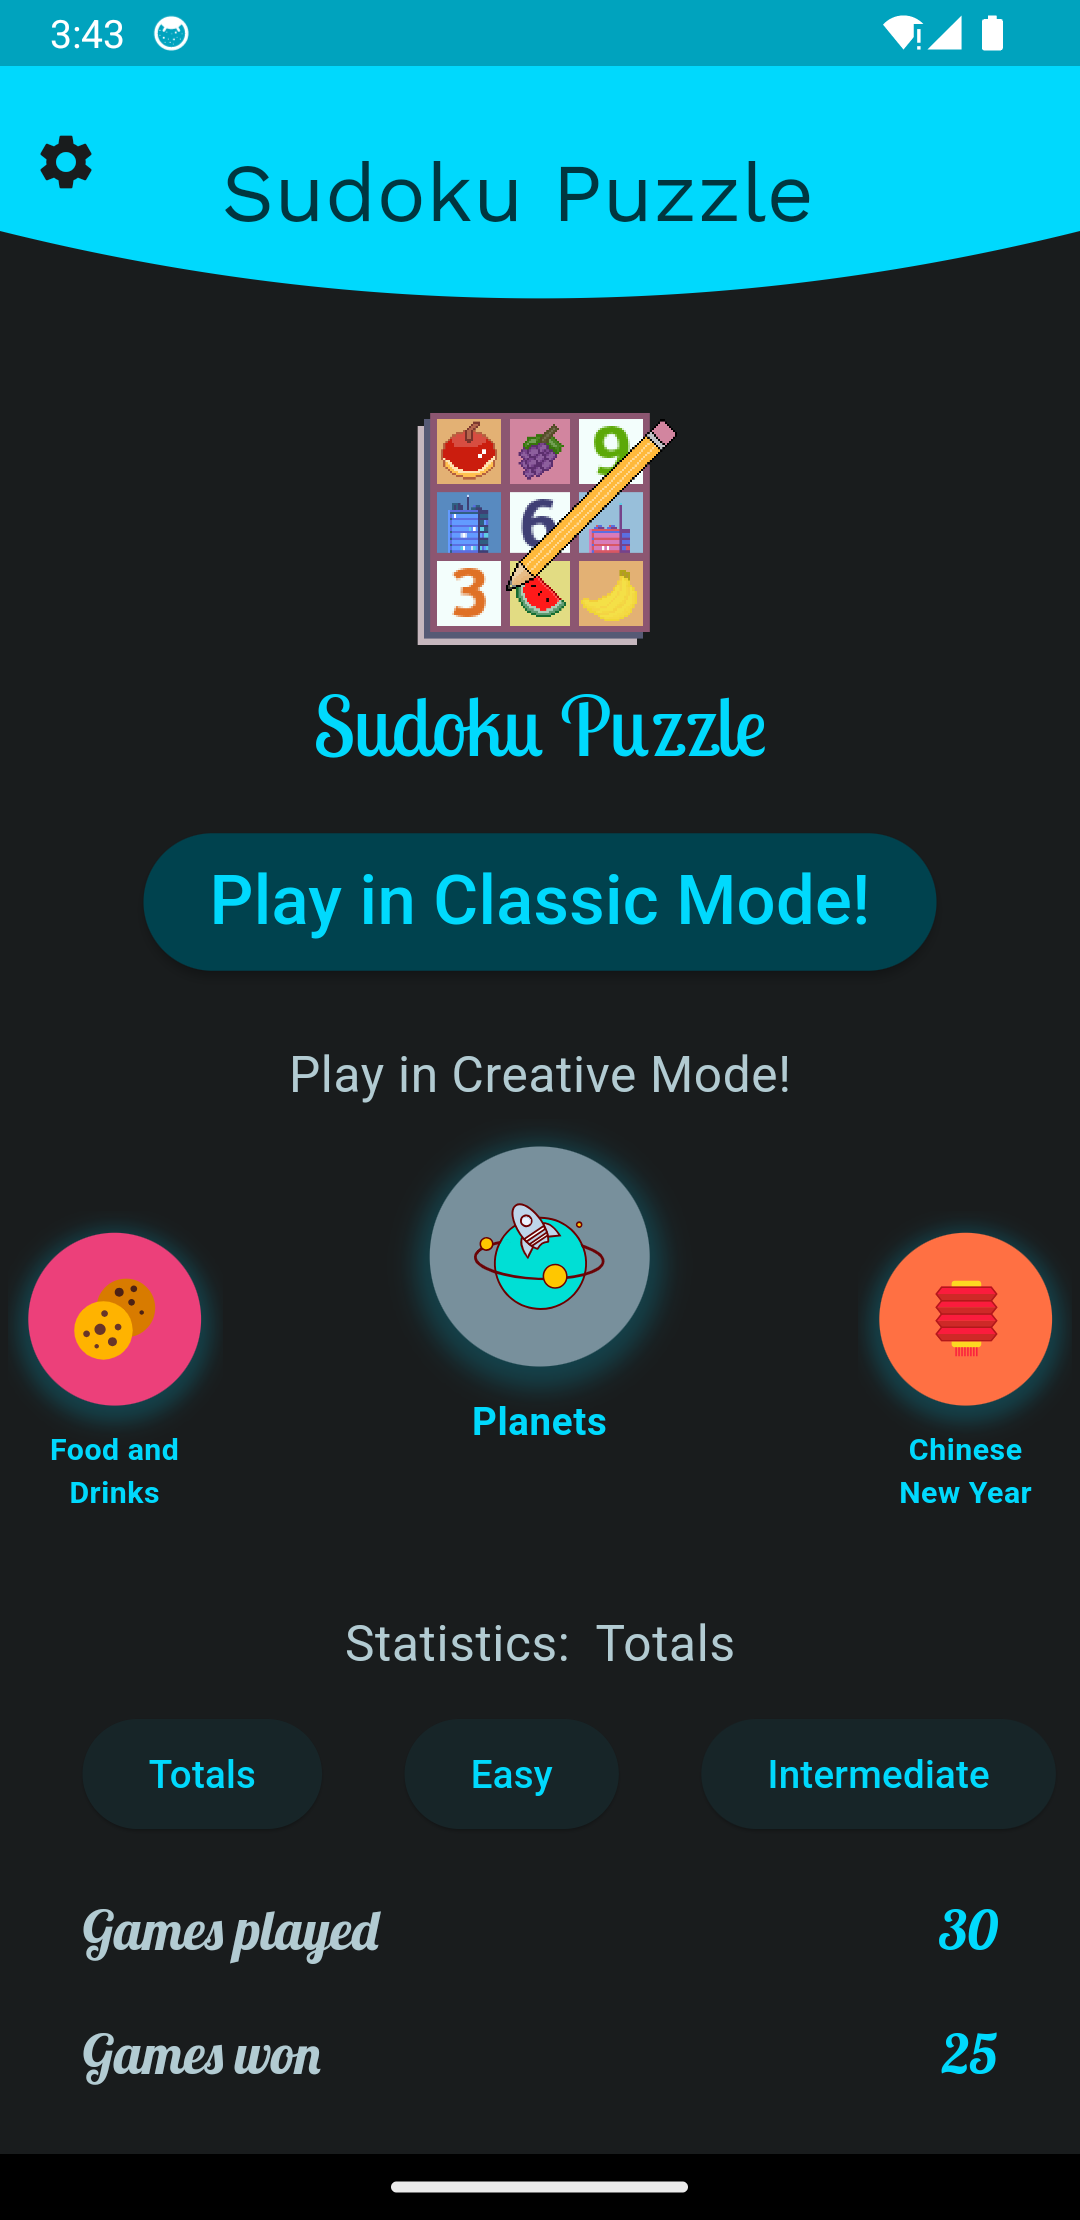 3:43
Sudoku Puzzle
9
6
3
Sudoku Puzzle
Play in Classic Mode!
Play in Creative Mode!
Planets
Food and
Drinks
Chinese
New Year
Statistics: Totals
Totals Easy Intermediate
Games played 30
Games won 25